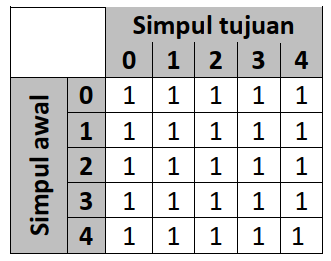 Simpul tujuan
0 1 2 3 4
Simpul awal
0 1 1 1 1 1
1 1 1 1 1 1
2 1 1 1 1 1
3 1 1 1 1 1
4 1 1 1 1 1